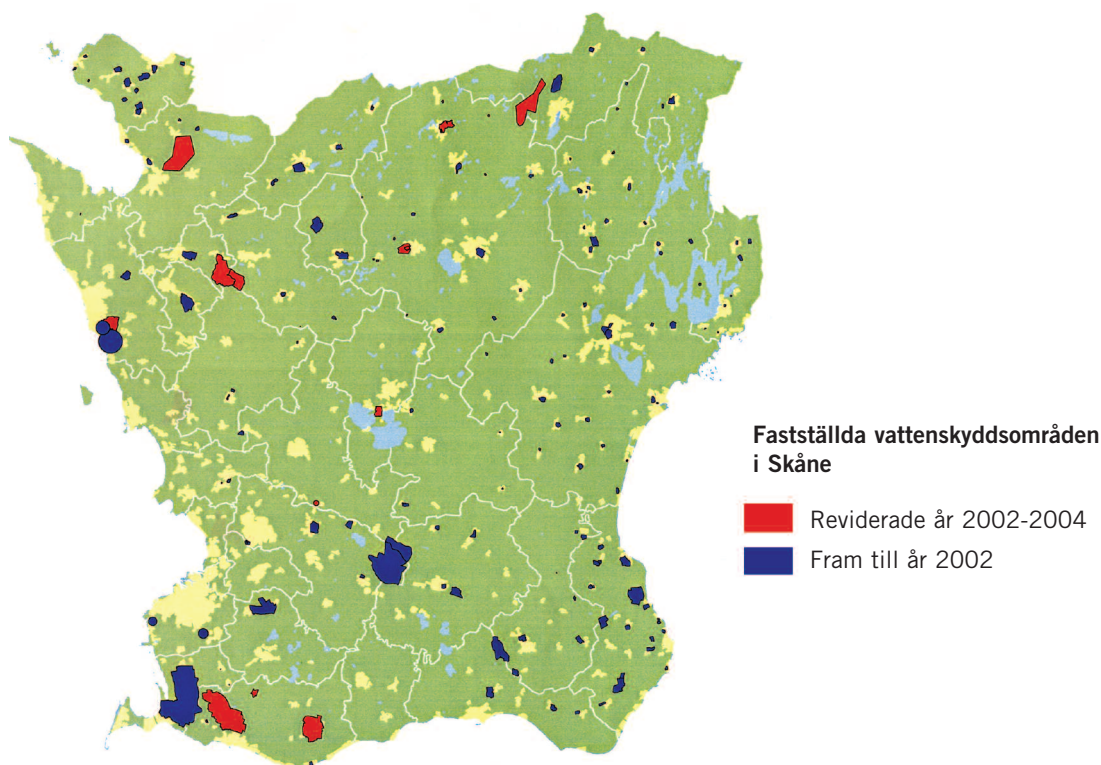 Fastställda vattenskyddsområden
i Skåne
Reviderade år 2002-2004
Fram till år 2002